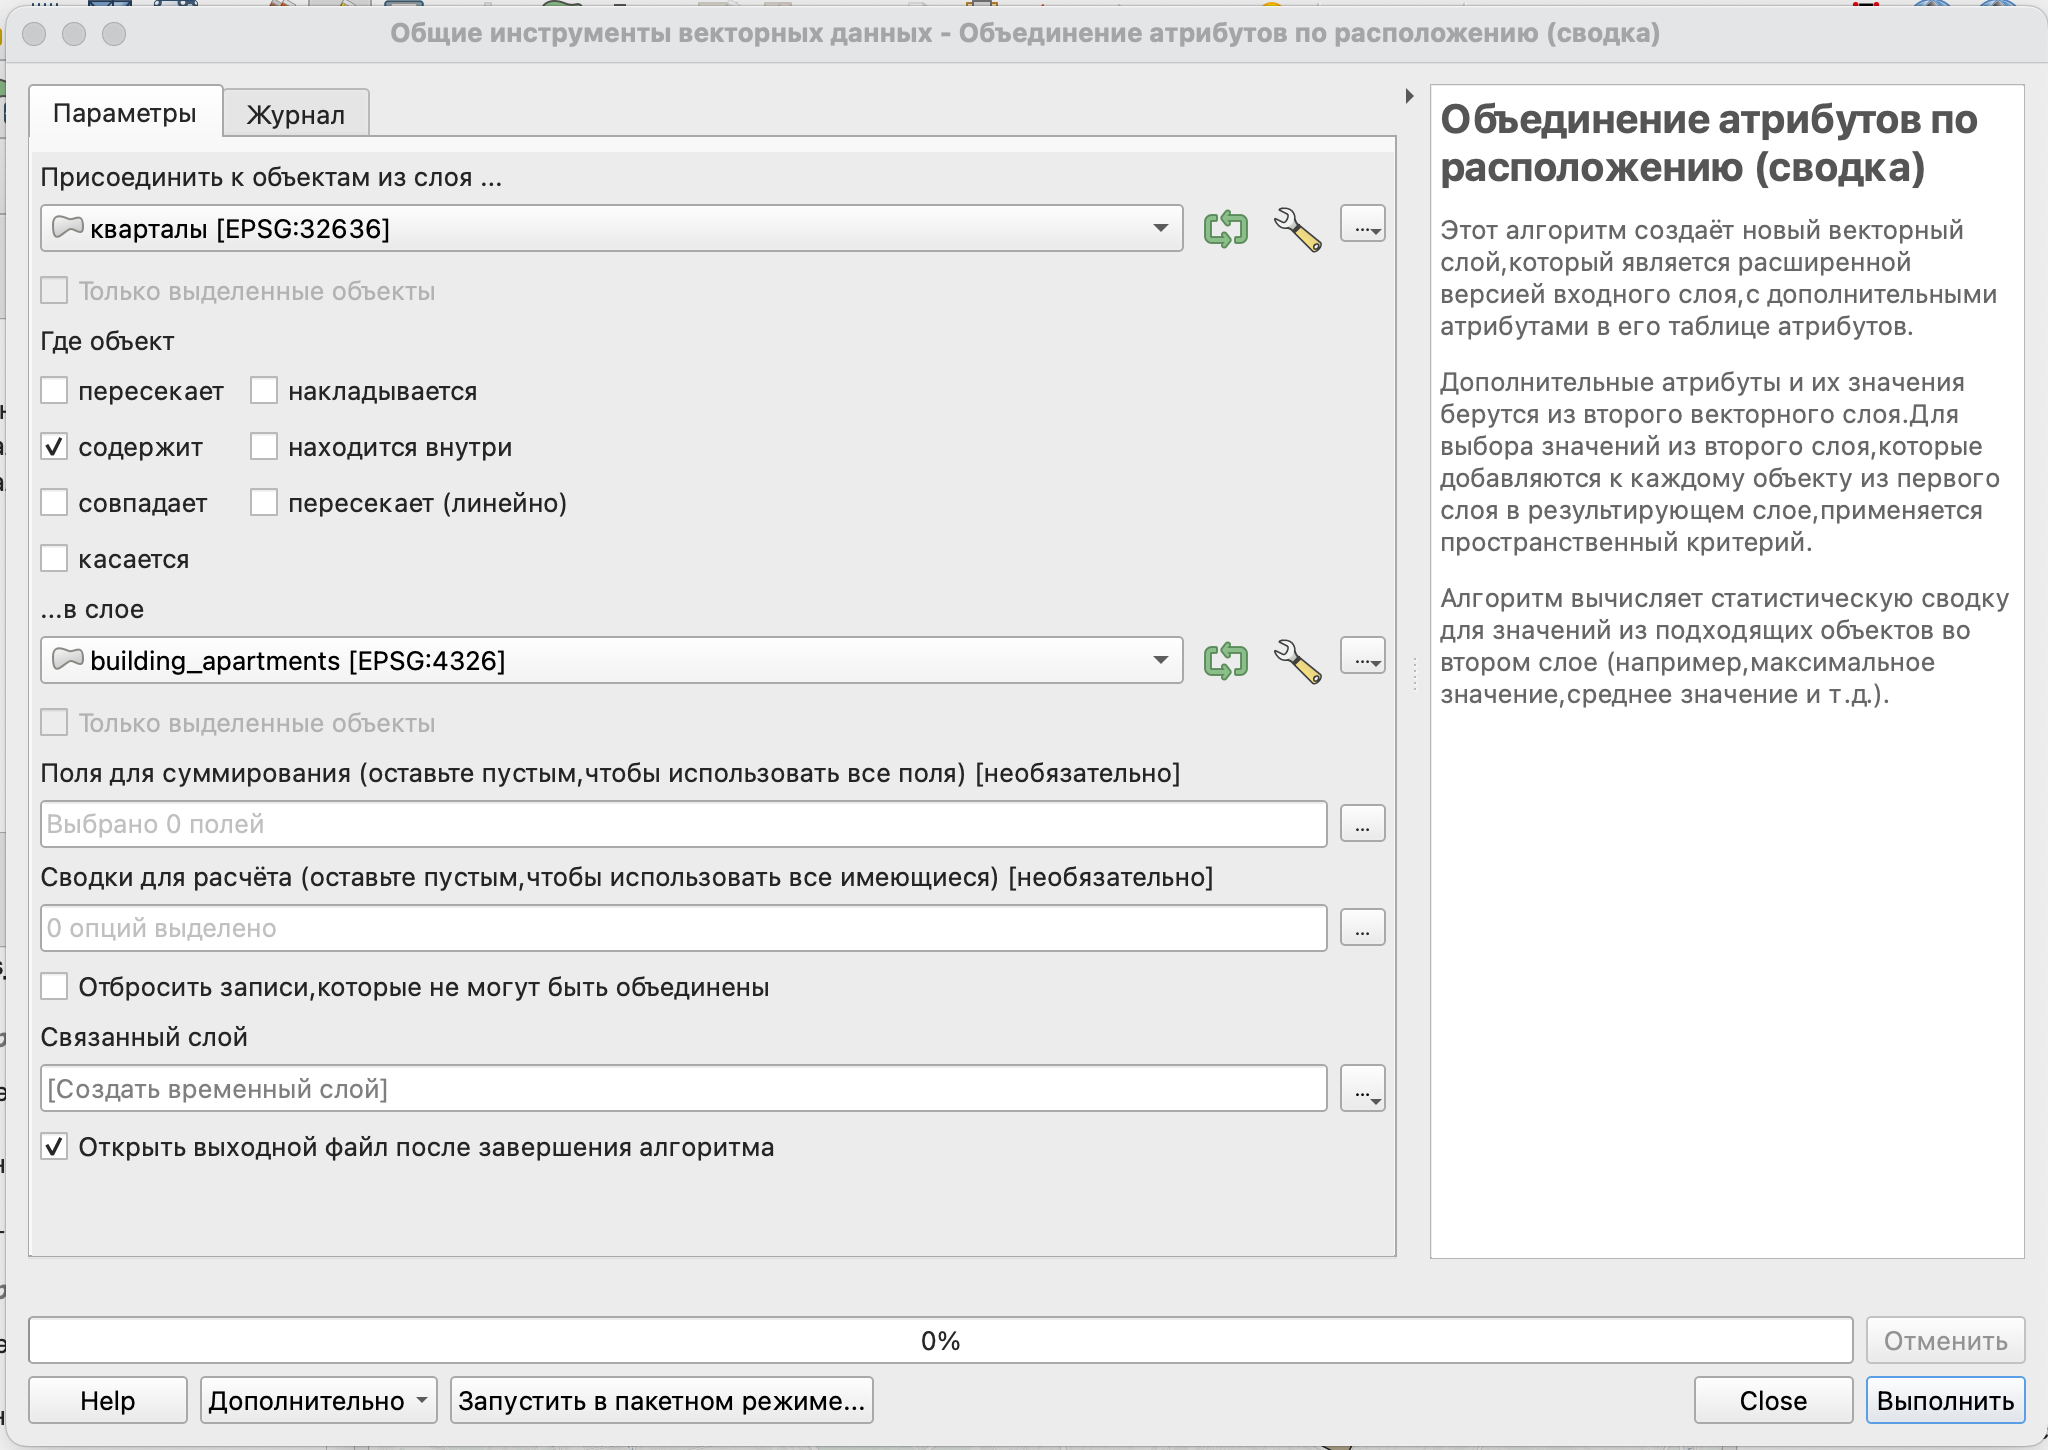 Общие инструменты векторных данных - Объединение атрибутов по расположению (сводка)
Параметры
Журнал
Присоединить к объектам из слоя ...
кварталы [EPSG:32636]
...
Только выделенные объекты
Где объект
пересекает
накладывается
содержит
находится внутри
совпадает
пересекает (линейно)
касается
...в слое
building_apartments [EPSG:4326]
...
Только выделенные объекты
Поля для суммирования (оставьте пустым,чтобы использовать все поля) [необязательно]
Выбрано 0 полей
...
Сводки для расчёта (оставьте пустым,чтобы использовать все имеющиеся) [необязательно]
0 опций выделено
...
Отбросить записи,которые не могут быть объединены
Связанный слой
[Создать временный слой]
...
Открыть выходной файл после завершения алгоритма
Объединение атрибутов по
расположению (сводка)
Этот алгоритм создаёт новый векторный
слой,который является расширенной
версией входного слоя,с дополнительными
атрибутами в его таблице атрибутов.
Дополнительные атрибуты и их значения
берутся из второго векторного слоя.Для
выбора значений из второго слоя,которые
добавляются к каждому объекту из первого
слоя в результирующем слое,применяется
пространственный критерий.
Алгоритм вычисляет статистическую сводку
для значений из подходящих объектов во
втором слое (например,максимальное
значение,среднее значение и т.д.).
0%
Отменить
Help
Дополнительно
Запустить в пакетном режиме...
Close
Выполнить